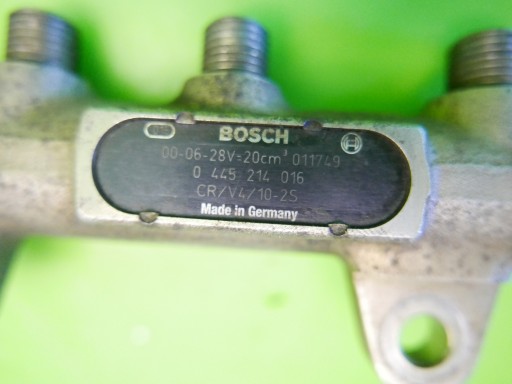 BOSCH
00-06-28V=20cm³ 011749
0 445 214 016
CR/V4/10-2S
Made in Germany